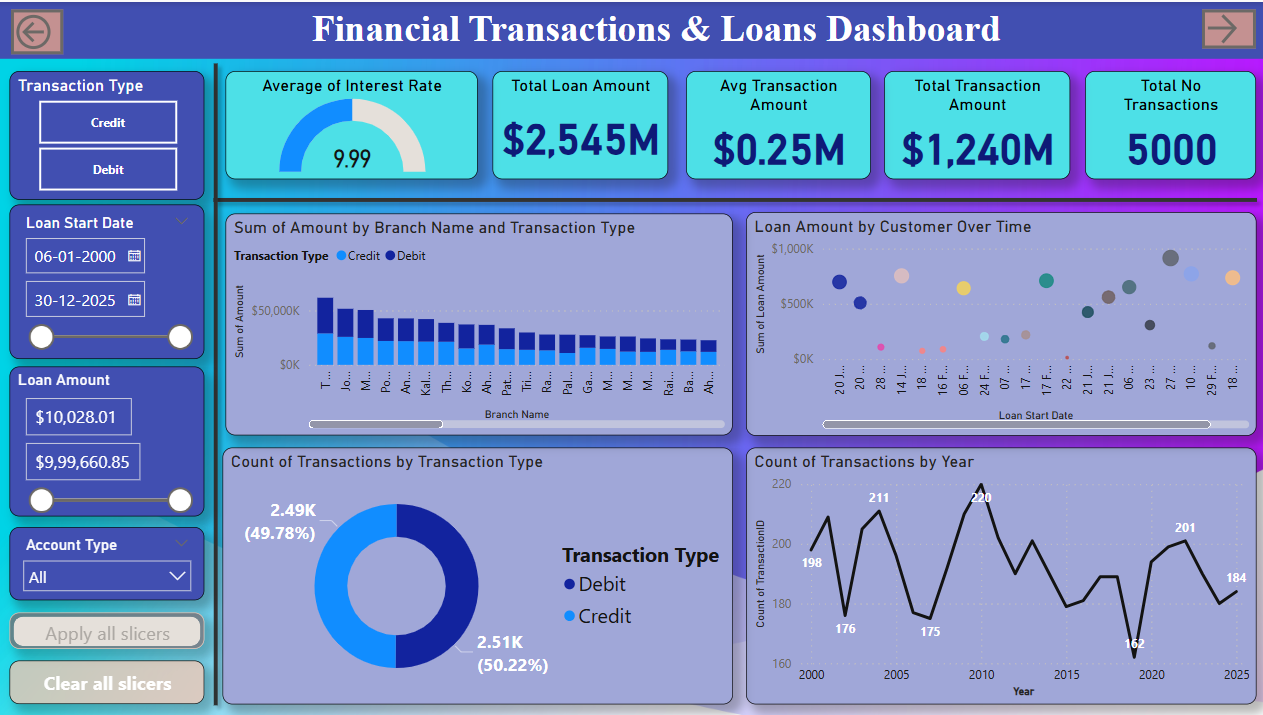 Financial Transactions & Loans Dashboard
Transaction Type
Credit
Debit
Loan Start Date
06-01-2000
30-12-2025
Loan Amount
$10,028.01
$9,99,660.85
Account Type
All
Apply all slicers
Clear all slicers
Average of Interest Rate
9.99
Total Loan Amount
$2,545M
Avg Transaction
Amount
$0.25M
Total Transaction
Amount
$1,240M
Total No
Transactions
5000
Sum of Amount by Branch Name and Transaction Type
Transaction Type Credit Debit
Sum of Amount
$50,000K
$0K
T...
Jo...
M...
Po...
An...
Kal...
Th...
Ko...
Ah...
Pat...
Tri...
Ra...
Pal...
Ga...
M...
M...
M...
Rai...
Ba...
Ah...
Branch Name
Loan Amount by Customer Over Time
Sum of Loan Amount
$1,000K
$500K
$0K
20 J...
20 ...
28 ...
14 J...
18 ...
16 F...
06 F...
24 F...
07 ...
17 ...
17 F...
22 ...
21 J...
21 J...
06 ...
23 ...
27 ...
10 ...
29 F...
18 ...
Loan Start Date
Count of Transactions by Transaction Type
2.49K
(49.78%)
2.51K
(50.22%)
Transaction Type
Debit
Credit
Count of Transactions by Year
Count of TransactionID
220
200
180
160
198
176
211
175
220
162
201
184
2000 2005 2010 2015 2020 2025
Year